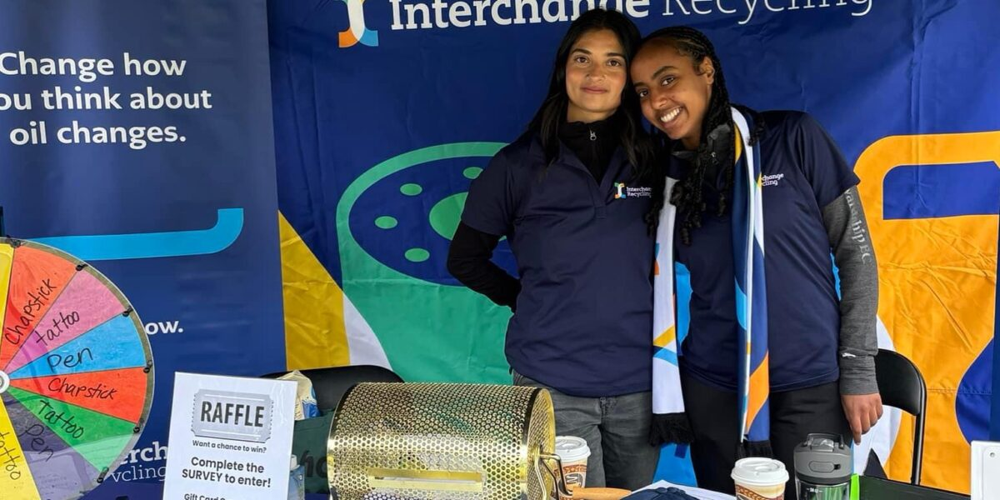 Interchange Recycling
Change how
ou think about
oil changes.
ow.
Interchange
Recycling
change
cling
Chapstick
tattoo
Pen
Chapstick
Tattoo
Pen
Tattoo
RAFFLE
Want a chance to win?
Complete the
SURVEY to enter!
Gift Card
erch
ycling